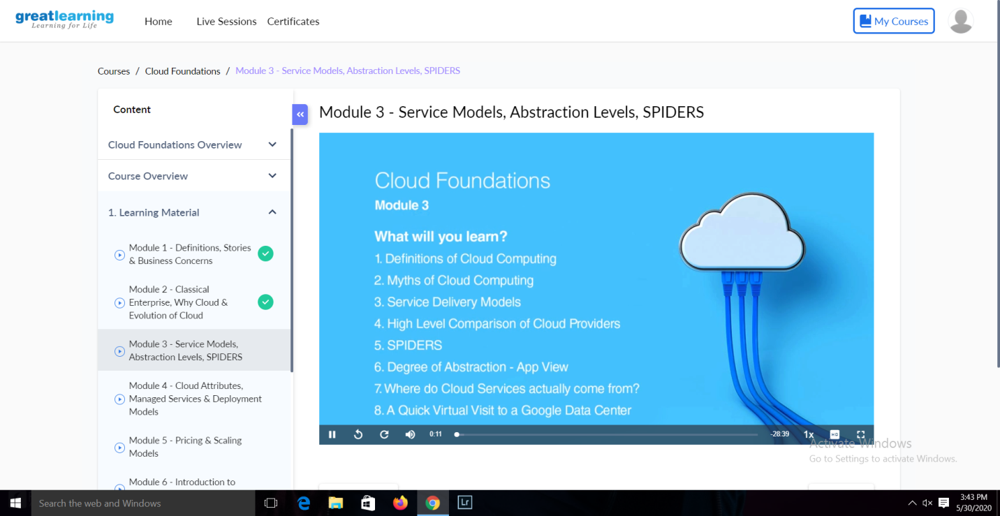 greatlearning
Learning for Life
Home
Live Sessions
Certificates
My Courses
Courses / Cloud Foundations / Module 3 - Service Models, Abstraction Levels, SPIDERS
Content
Cloud Foundations Overview
Course Overview
1. Learning Material
Module 1 - Definitions, Stories
& Business Concerns
Module 2 - Classical
Enterprise, Why Cloud &
Evolution of Cloud
Module 3 - Service Models,
Abstraction Levels, SPIDERS
Module 4 - Cloud Attributes,
Managed Services & Deployment
Models
Module 5 - Pricing & Scaling
Models
Module 6 - Introduction to
Module 3 - Service Models, Abstraction Levels, SPIDERS
Cloud Foundations
Module 3
What will you learn?
1. Definitions of Cloud Computing
2. Myths of Cloud Computing
3. Service Delivery Models
4. High Level Comparison of Cloud Providers
5. SPIDERS
6. Degree of Abstraction - App View
7. Where do Cloud Services actually come from?
8. A Quick Virtual Visit to a Google Data Center
0:11
-28:39
1x
HD
Activate Windows
Go to Settings to activate Windows.
Search the web and Windows
Lr
3:43 PM
5/30/2020